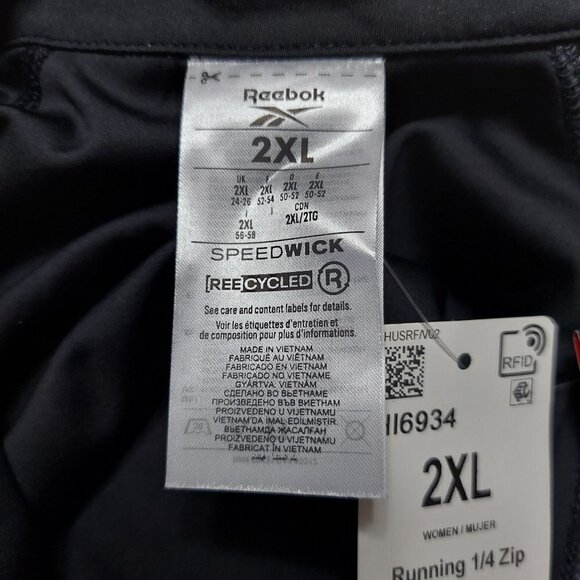 Reebok
2XL
UK F D E
2XL 2XL 2XL 2XL
24-26 52-54 50-52 50-52
I CDN
2XL 2XL/2TG
56-58
SPEEDWICK
[REECYCLED] R
See care and content labels for details.
Voir les étiquettes d'entretien et
de composition pour plus d'informations.
MADE IN VIETNAM
FABRIQUÉ AU VIÊTNAM
FABRICADO EN VIETNAM
FABRICADO NO VIETNAME
GYÁRTVA. VIETNAM
СДЕЛАНО ВО ВЬЕТНАМЕ
ПРОИЗВЕДЕНО ВЪВ ВИЕТНАМ
PROIZVEDENO U VIJETNAMU
VIETNAM'DA IMAL EDILMIŞTIR.
ВЬЕТНАМДА ЖАСАЛҒАН
PROIZVEDENO U VIJETNAMU
FABRICAT IN VIETNAM
HUSRF/V02
RFID
HI6934
2XL
WOMEN / MUJER
Running 1/4 Zip